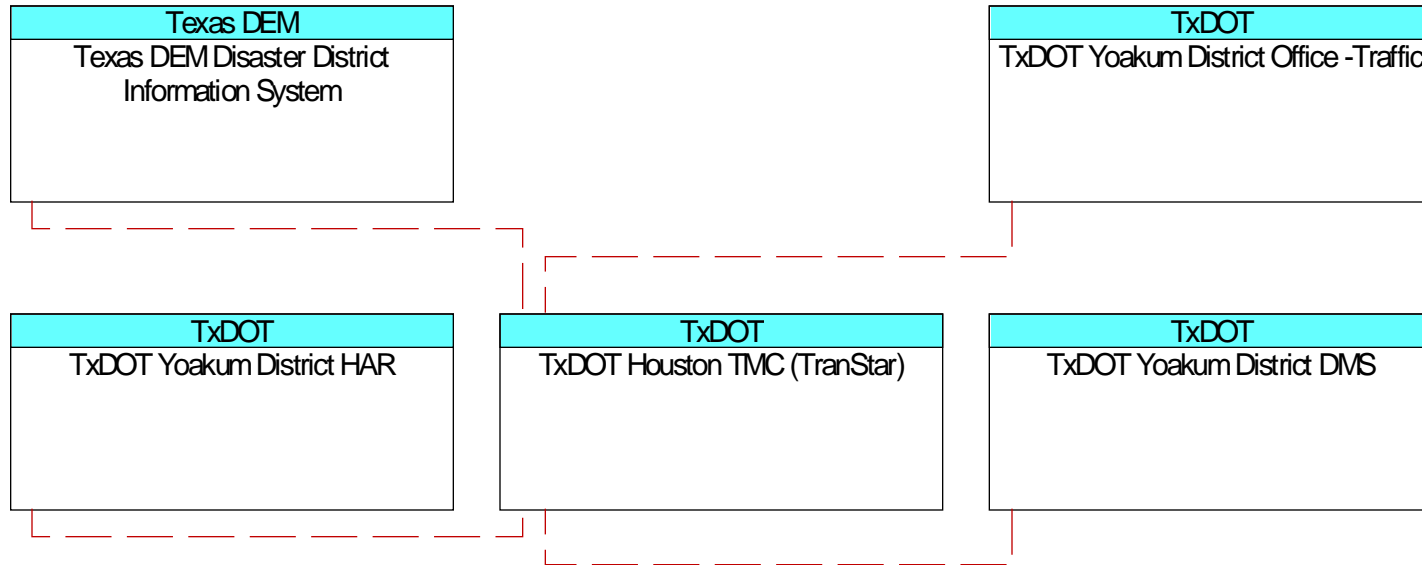 Texas DEM
Texas DEM Disaster District
Information System
TxDOT
TxDOT Yoakum District Office -Traffic
TxDOT
TxDOT Yoakum District HAR
TxDOT
TxDOT Houston TMC (TranStar)
TxDOT
TxDOT Yoakum District DMS